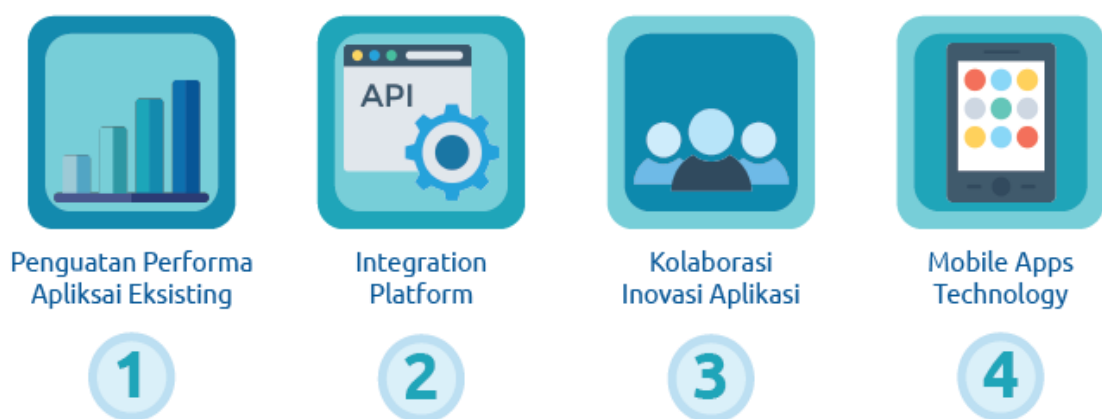 API
Penguatan Performa
Apliksai Eksisting
Integration
Platform
Kolaborasi
Inovasi Aplikasi
Mobile Apps
Technology
1
2
3
4